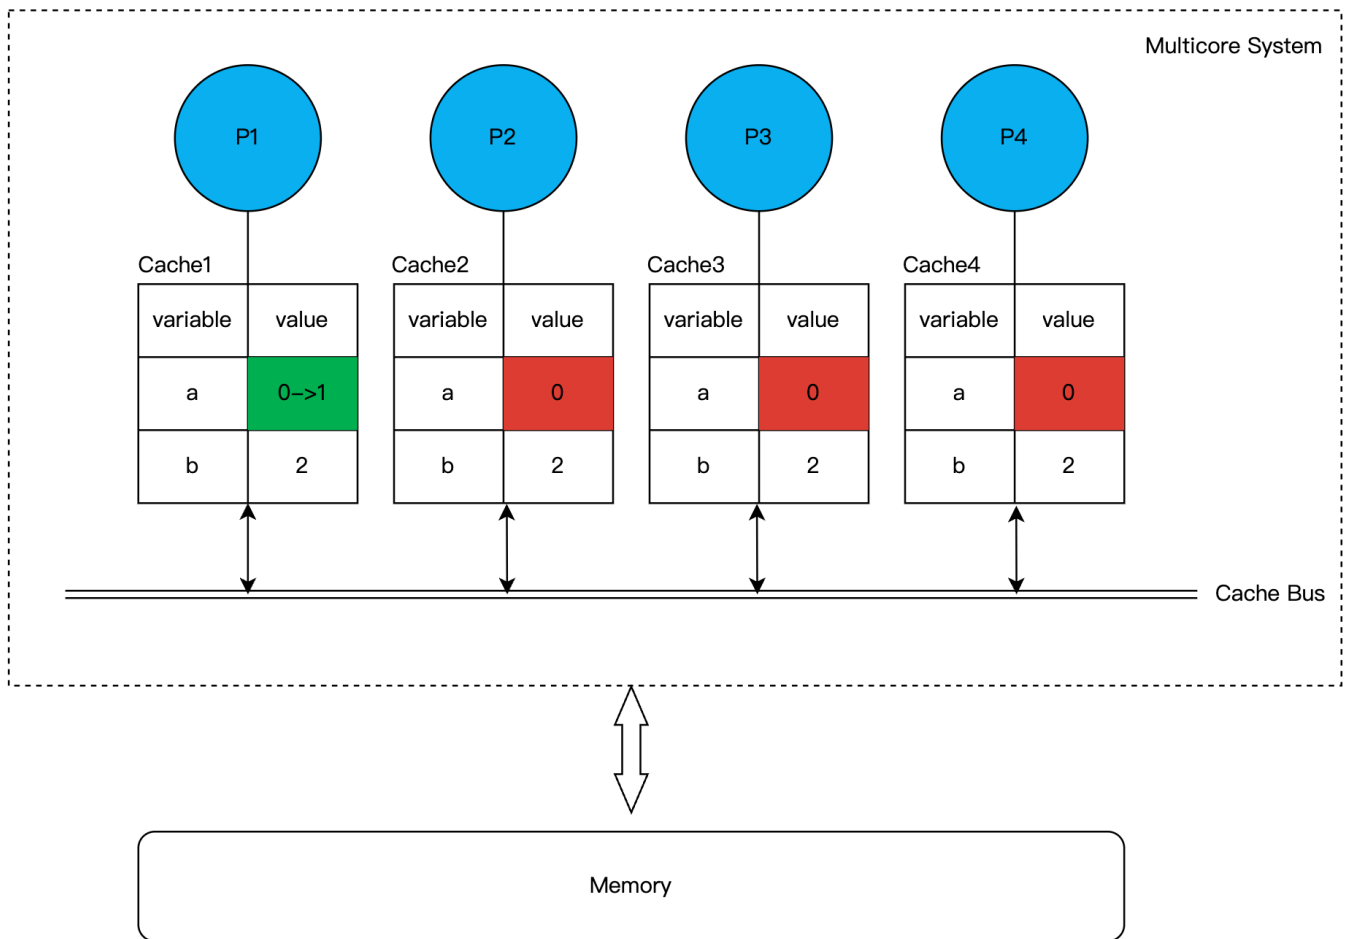 Multicore System
P1 P2 P3 P4
Cache1 Cache2 Cache3 Cache4
variable value variable value variable value variable value
a 0->1 a 0 a 0 a 0
b 2 b 2 b 2 b 2
Cache Bus
Memory